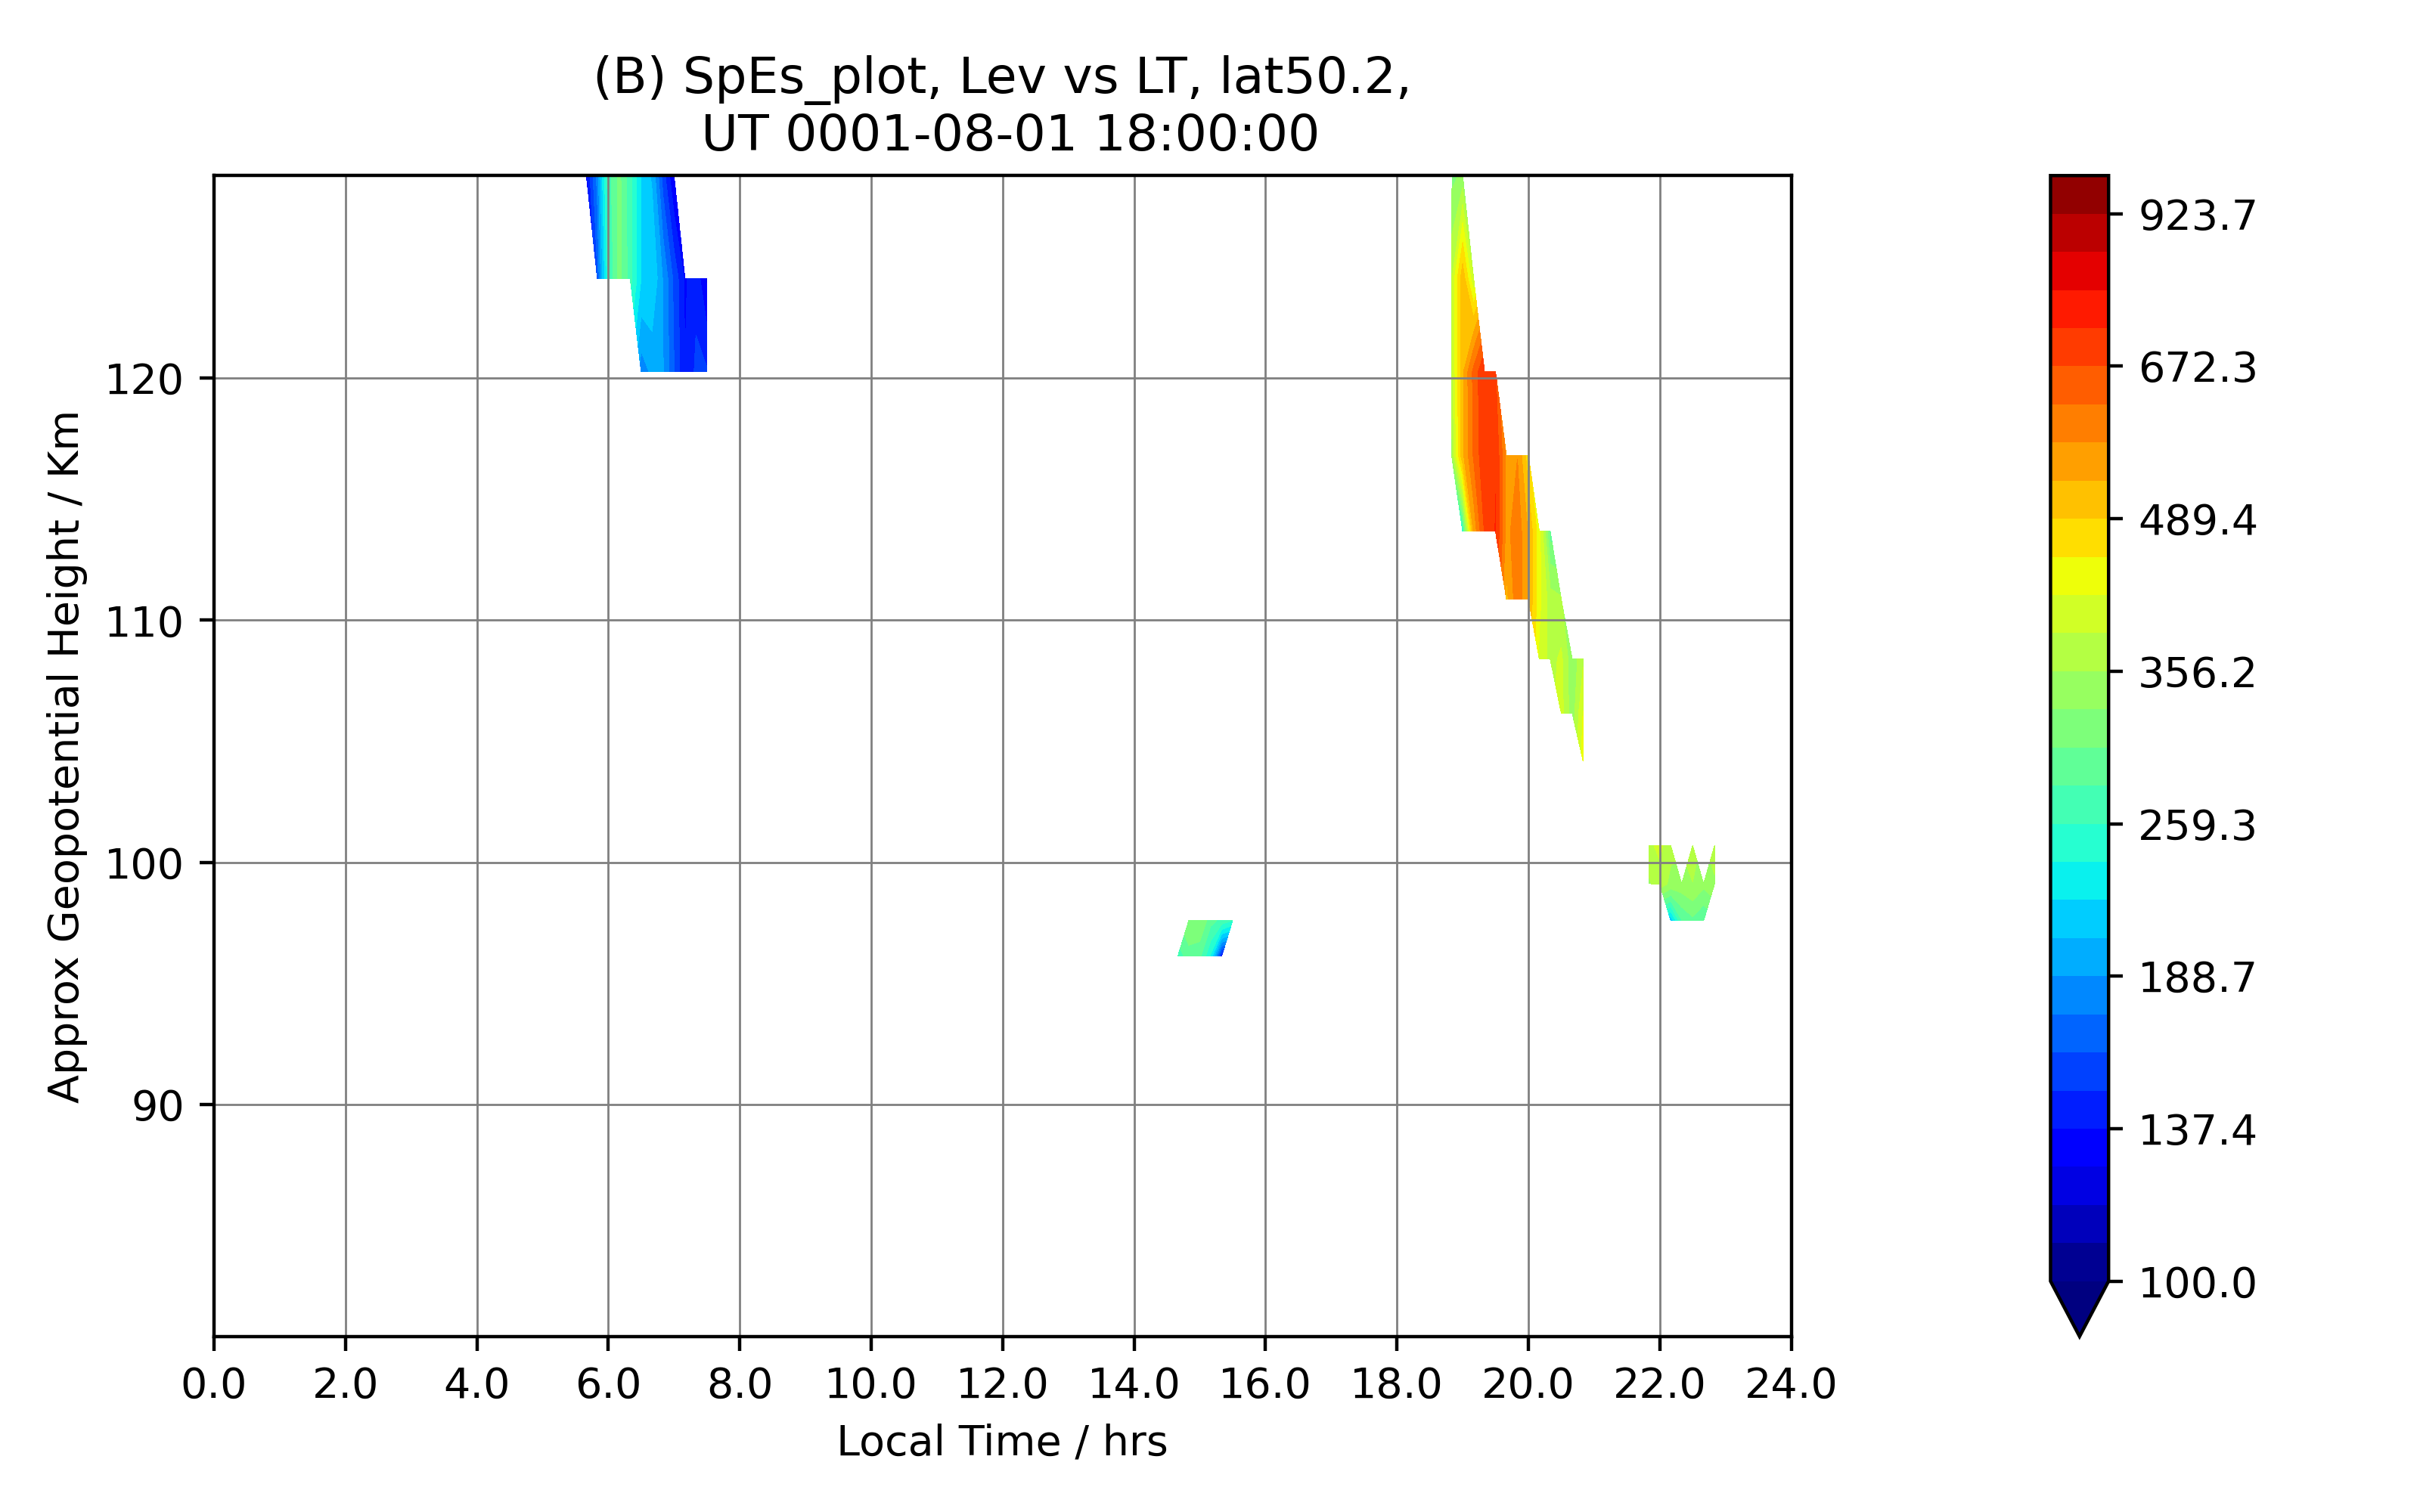 (B) SpEs_plot, Lev vs LT, lat50.2,
UT 0001-08-01 18:00:00
Approx Geopotential Height / Km
120
110
100
90
0.0 2.0 4.0 6.0 8.0 10.0 12.0 14.0 16.0 18.0 20.0 22.0 24.0
Local Time / hrs
923.7
672.3
489.4
356.2
259.3
188.7
137.4
100.0